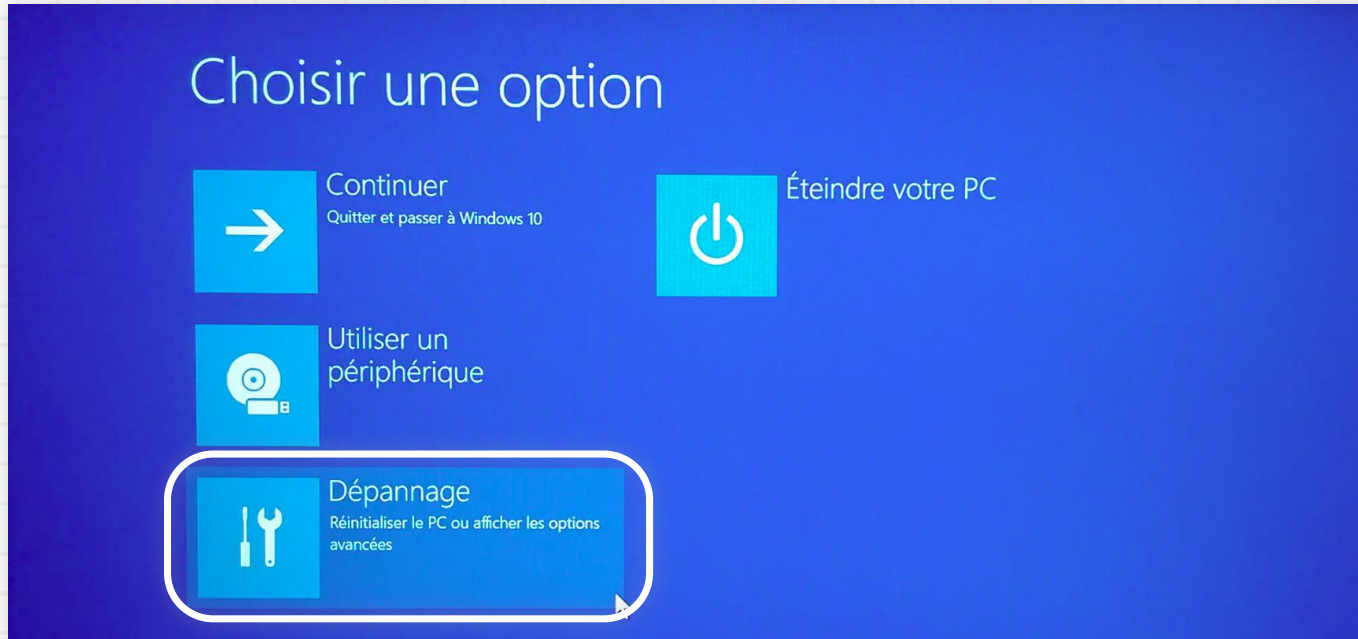 Choisir une option
Continuer
Quitter et passer à Windows 10
Éteindre votre PC
Utiliser un
périphérique
Dépannage
Réinitialiser le PC ou afficher les options
avancées